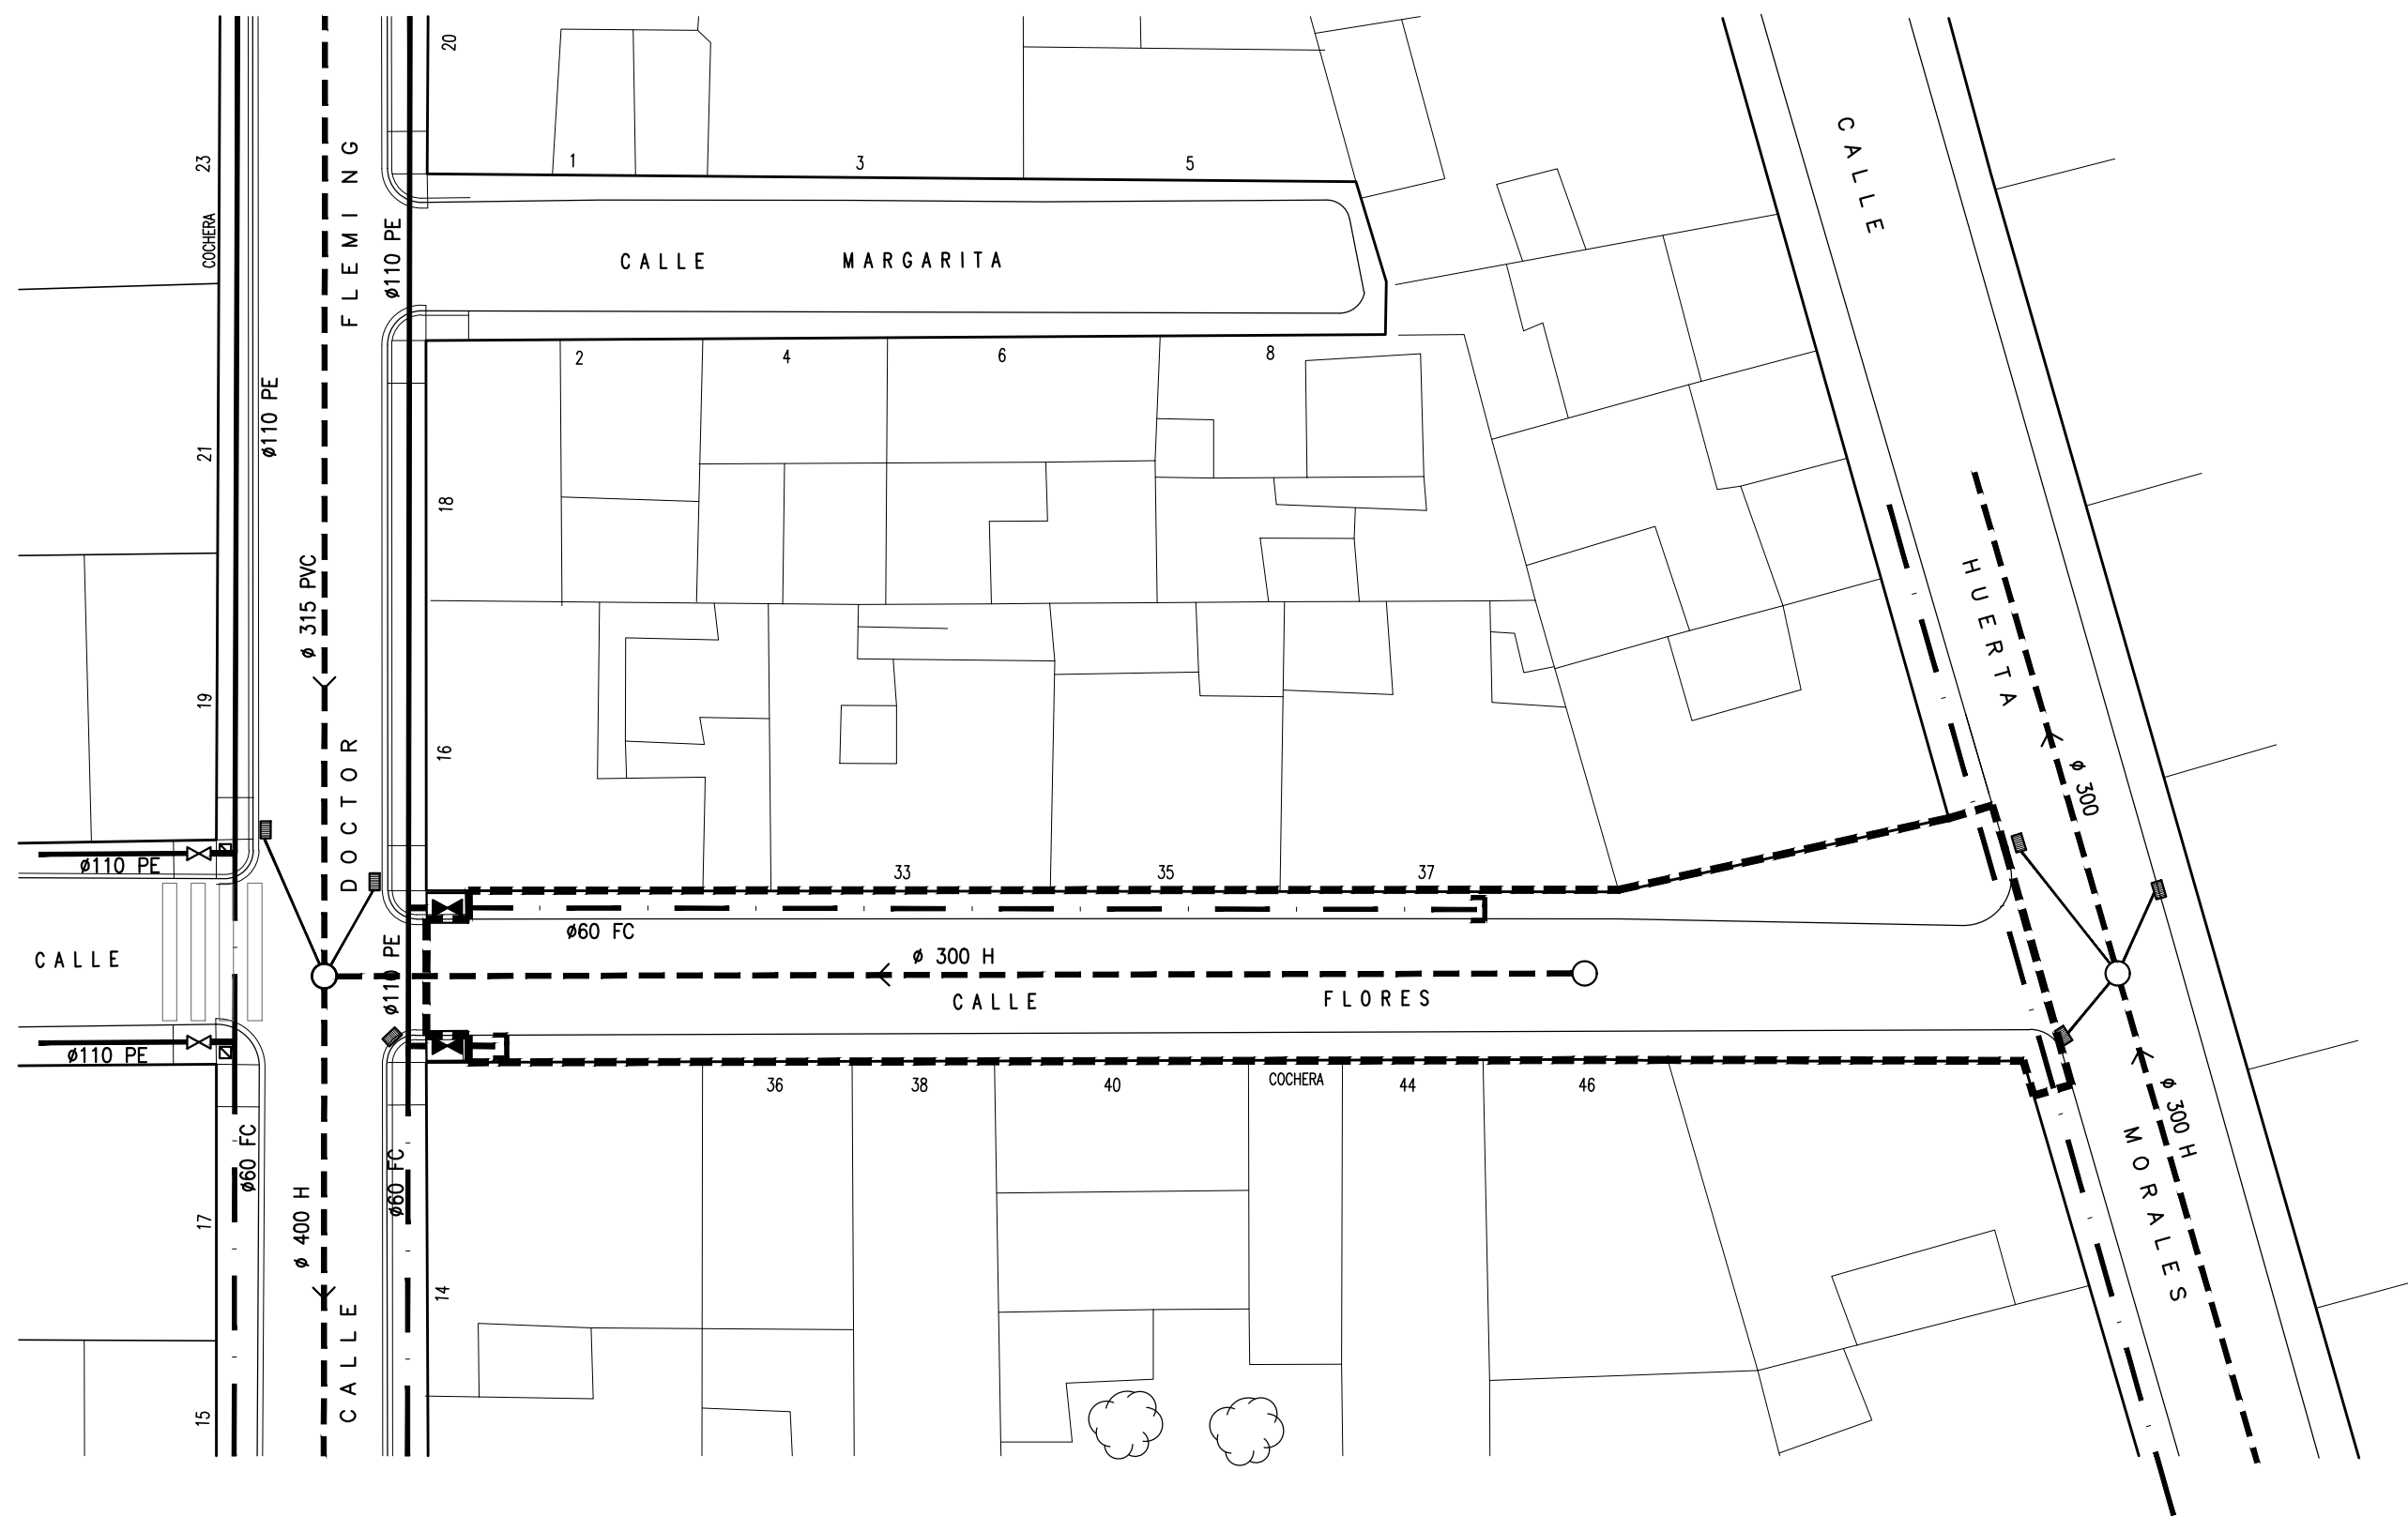 20
23
FLEMING
1
3
5
CALLE
COCHERA
ø110 PE
CALLE MARGARITA
2
4
6
8
ø110 PE
21
18
ø 315 PVC
HUERTA
19
16
DOCTOR
ø 300
ø110 PE
33
35
37
ø60 FC
CALLE
ø110 PE
ø 300 H
CALLE FLORES
ø110 PE
36
38
40
COCHERA
44
46
ø60 FC
ø60 FC
ø 300 H
MORALES
17
ø 400 H
14
CALLE
15